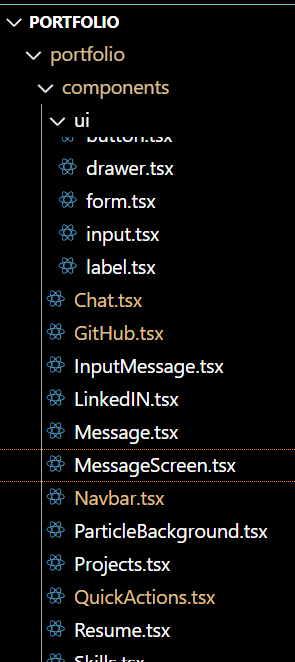 PORTFOLIO
portfolio
components
ui
button.tsx
drawer.tsx
form.tsx
input.tsx
label.tsx
Chat.tsx
GitHub.tsx
InputMessage.tsx
LinkedIN.tsx
Message.tsx
MessageScreen.tsx
Navbar.tsx
ParticleBackground.tsx
Projects.tsx
QuickActions.tsx
Resume.tsx
Skills.tsx